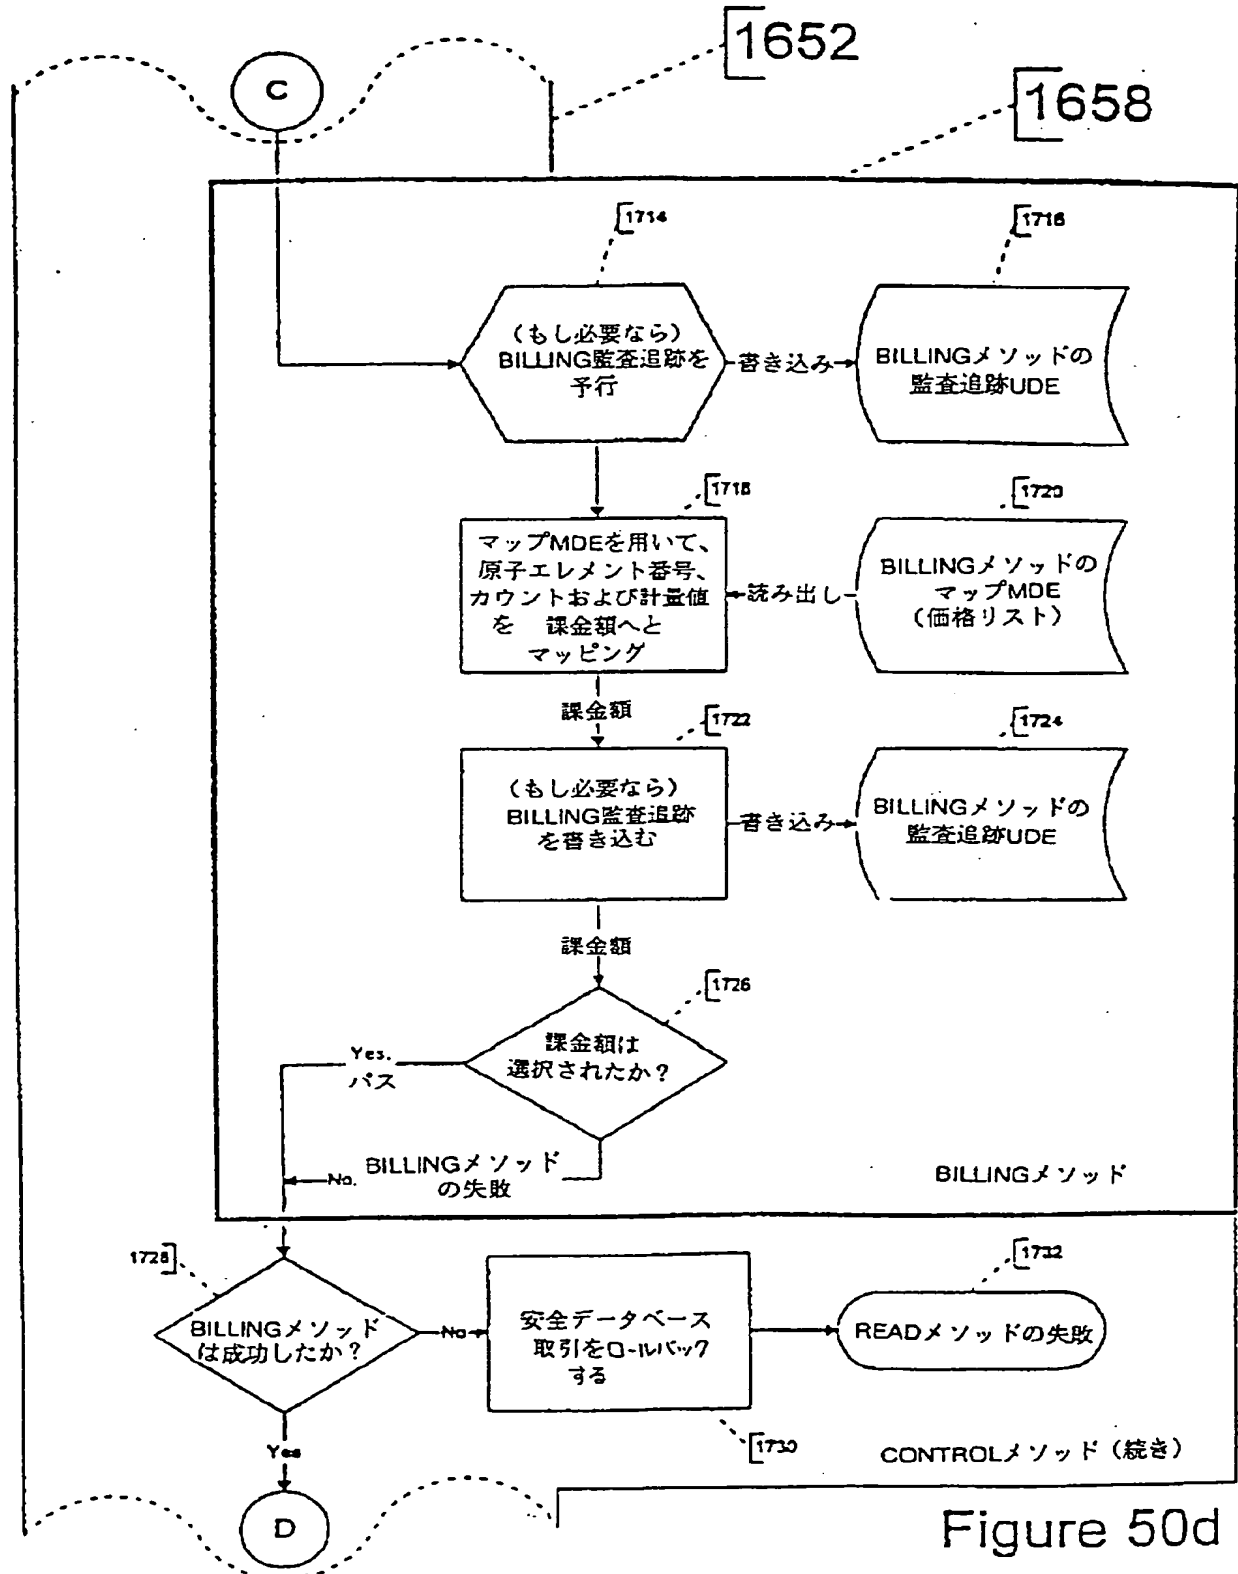 1652
C
1658
1714
1716
(もし必要なら)
BILLING監査追跡を
予行
書き込み
BILLINGメソッドの
監査追跡UDE
1718
1720
マップMDEを用いて、
原子エレメント番号、
カウントおよび計量値
を 課金額へと
マッピング
読み出し
BILLINGメソッドの
マップMDE
(価格リスト)
課金額
1722
1724
(もし必要なら)
BILLING監査追跡
を書き込む
書き込み
BILLINGメソッドの
監査追跡UDE
課金額
1726
課金額は
選択されたか?
Yes.
パス
No.
BILLINGメソッド
の失敗
BILLINGメソッド
1728
1732
BILLINGメソッド
は成功したか?
No
安全データベース
取引をロールバック
する
READメソッドの失敗
1730
Yes
CONTROLメソッド(続き)
D
Figure 50d